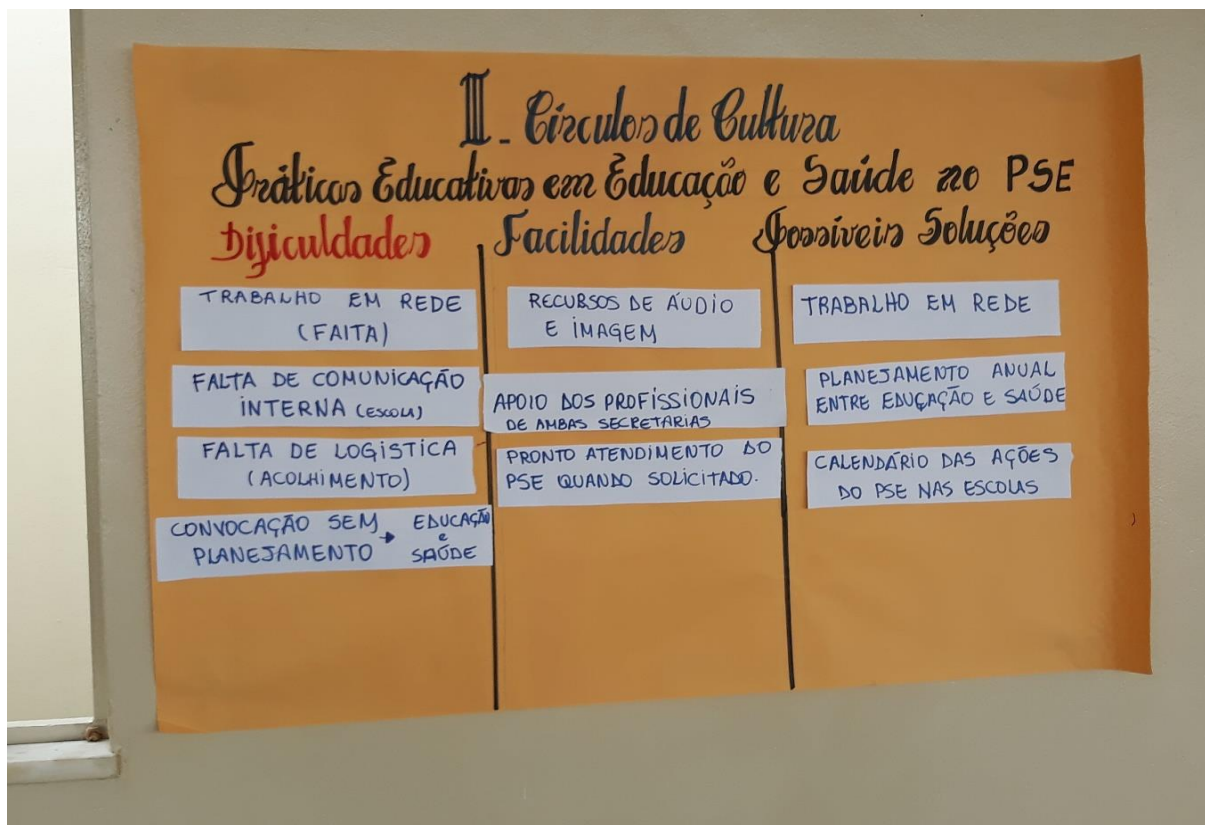 III - Círculos de Cultura
Práticas Educativas em Educação e Saúde no PSE
Dificuldades
TRABALHO EM REDE
(FALTA)
FALTA DE COMUNICAÇÃO
INTERNA (ESCOLA)
FALTA DE LOGISTICA
(ACOLHIMENTO)
CONVOCAÇÃO SEM → EDUCAÇÃO
PLANEJAMENTO e
SAÚDE
Facilidades
RECURSOS DE ÁUDIO
E IMAGEM
APOIO DOS PROFISSIONAIS
DE AMBAS SECRETARIAS
PRONTO ATENDIMENTO DO
PSE QUANDO SOLICITADO.
Possíveis Soluções
TRABALHO EM REDE
PLANEJAMENTO ANUAL
ENTRE EDUÇAÇÃO E SAÚDE
CALENDÁRIO DAS AÇÕES
DO PSE NAS ESCOLAS